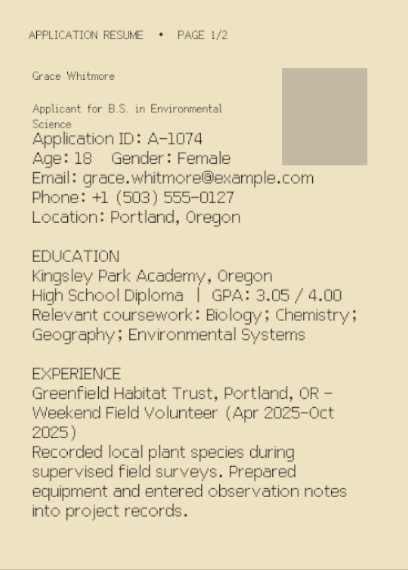 APPLICATION RESUME • PAGE 1/2
Grace Whitmore
Applicant for B.S. in Environmental
Science
Application ID: A-1074
Age: 18 Gender: Female
Email: grace.whitmore@example.com
Phone: +1 (503) 555-0127
Location: Portland, Oregon
EDUCATION
Kingsley Park Academy, Oregon
High School Diploma | GPA: 3.05 / 4.00
Relevant coursework: Biology; Chemistry;
Geography; Environmental Systems
EXPERIENCE
Greenfield Habitat Trust, Portland, OR –
Weekend Field Volunteer (Apr 2025–Oct
2025)
Recorded local plant species during
supervised field surveys. Prepared
equipment and entered observation notes
into project records.